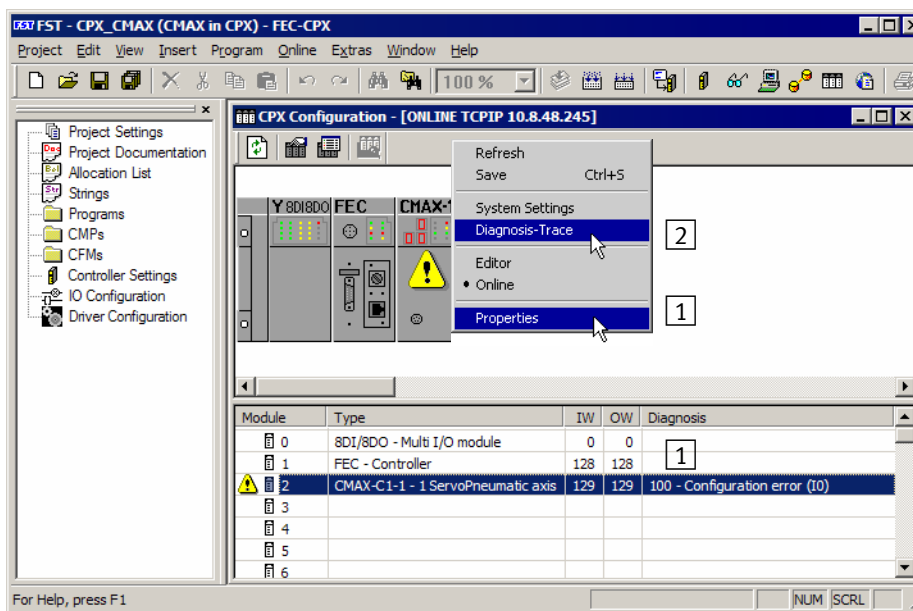 FST FST - CPX_CMAX (CMAX in CPX) - FEC-CPX
Project Edit View Insert Program Online Extras Window Help
100 %
x
Project Settings
Project Documentation
Allocation List
Strings
Programs
CMPs
CFMs
Controller Settings
IO Configuration
Driver Configuration
CPX Configuration - [ONLINE TCPIP 10.8.48.245]
Y 8DI8DO FEC CMAX-1
Refresh
Save Ctrl+S
System Settings
Diagnosis-Trace
2
Editor
Online
Properties
1
Module Type IW OW Diagnosis
0 8DI/8DO - Multi I/O module 0 0
1 FEC - Controller 128 128
1
2 CMAX-C1-1 - 1 ServoPneumatic axis 129 129 100 - Configuration error (I0)
3
4
5
6
For Help, press F1
NUM SCRL